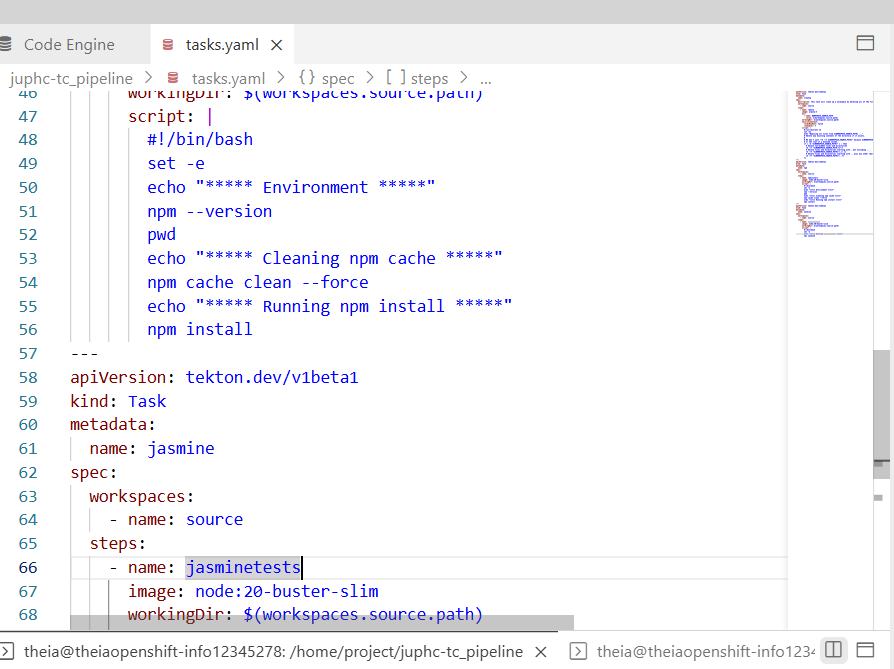 Code Engine
tasks.yaml
juphc-tc_pipeline > tasks.yaml > {} spec > [ ] steps > ...
46 workingDir: $(workspaces.source.path)
47 script: |
48 #!/bin/bash
49 set -e
50 echo "***** Environment *****"
51 npm --version
52 pwd
53 echo "***** Cleaning npm cache *****"
54 npm cache clean --force
55 echo "***** Running npm install *****"
56 npm install
57 ---
58 apiVersion: tekton.dev/v1beta1
59 kind: Task
60 metadata:
61 name: jasmine
62 spec:
63 workspaces:
64 - name: source
65 steps:
66 - name: jasminetests
67 image: node:20-buster-slim
68 workingDir: $(workspaces.source.path)
theia@theiaopenshift-info12345278: /home/project/juphc-tc_pipeline
theia@theiaopenshift-info1234